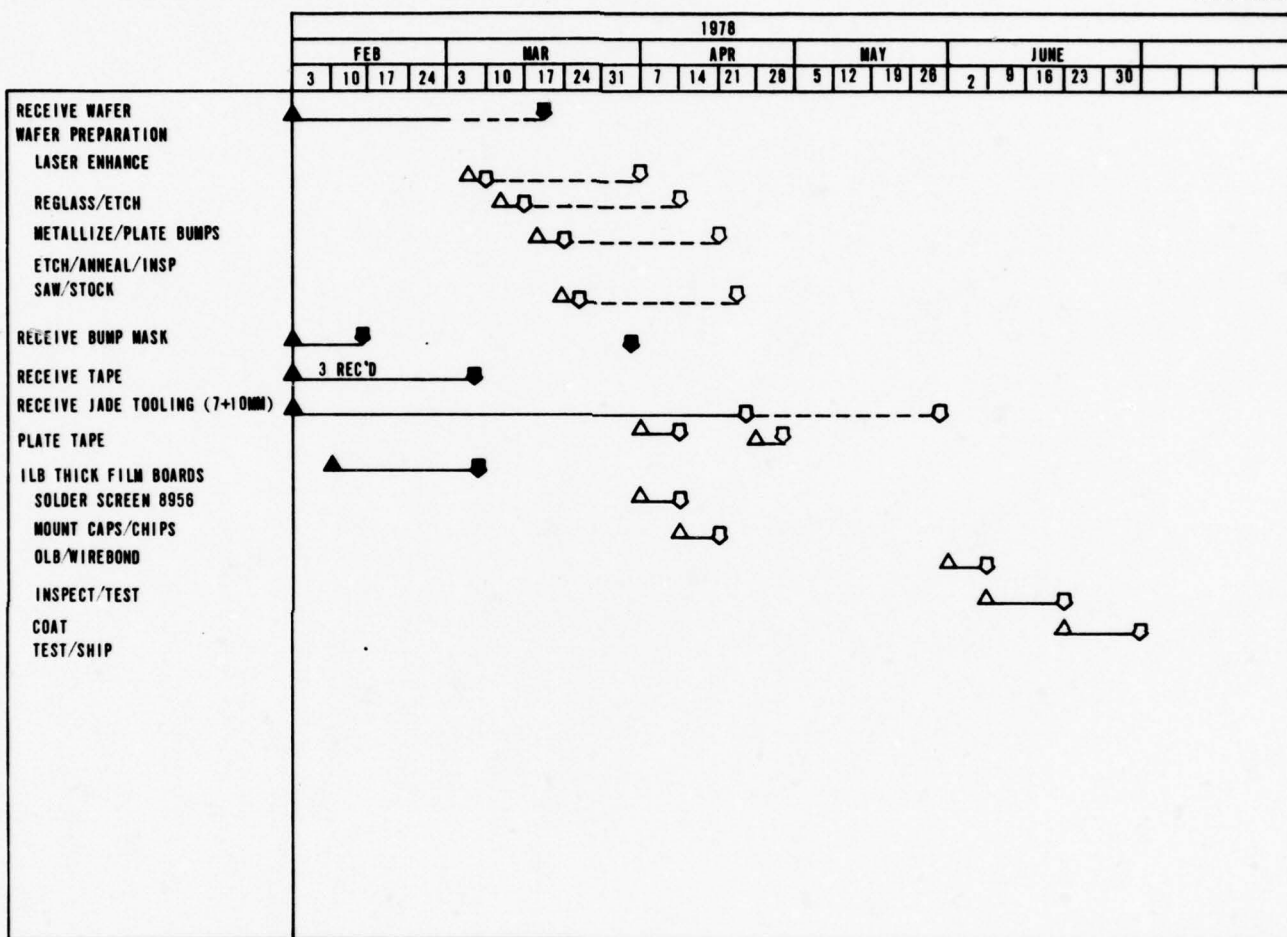 1978
FEB MAR APR MAY JUNE
3 10 17 24 3 10 17 24 31 7 14 21 28 5 12 19 26 2 9 16 23 30
RECEIVE WAFER
WAFER PREPARATION
LASER ENHANCE
REGLASS/ETCH
METALLIZE/PLATE BUMPS
ETCH/ANNEAL/INSP
SAW/STOCK
RECEIVE BUMP MASK
RECEIVE TAPE 3 REC'D
RECEIVE JADE TOOLING (7+10MM)
PLATE TAPE
ILB THICK FILM BOARDS
SOLDER SCREEN 8956
MOUNT CAPS/CHIPS
OLB/WIREBOND
INSPECT/TEST
COAT
TEST/SHIP